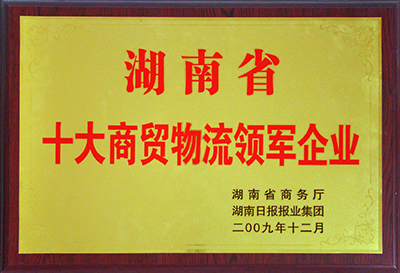 湖南省
十大商贸物流领军企业
湖南省商务厅
湖南日报报业集团
二00九年十二月